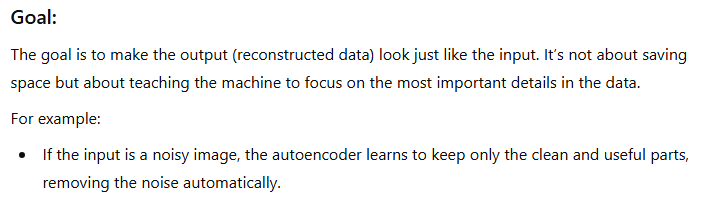 Goal:
The goal is to make the output (reconstructed data) look just like the input. It's not about saving
space but about teaching the machine to focus on the most important details in the data.
For example:
• If the input is a noisy image, the autoencoder learns to keep only the clean and useful parts,
removing the noise automatically.